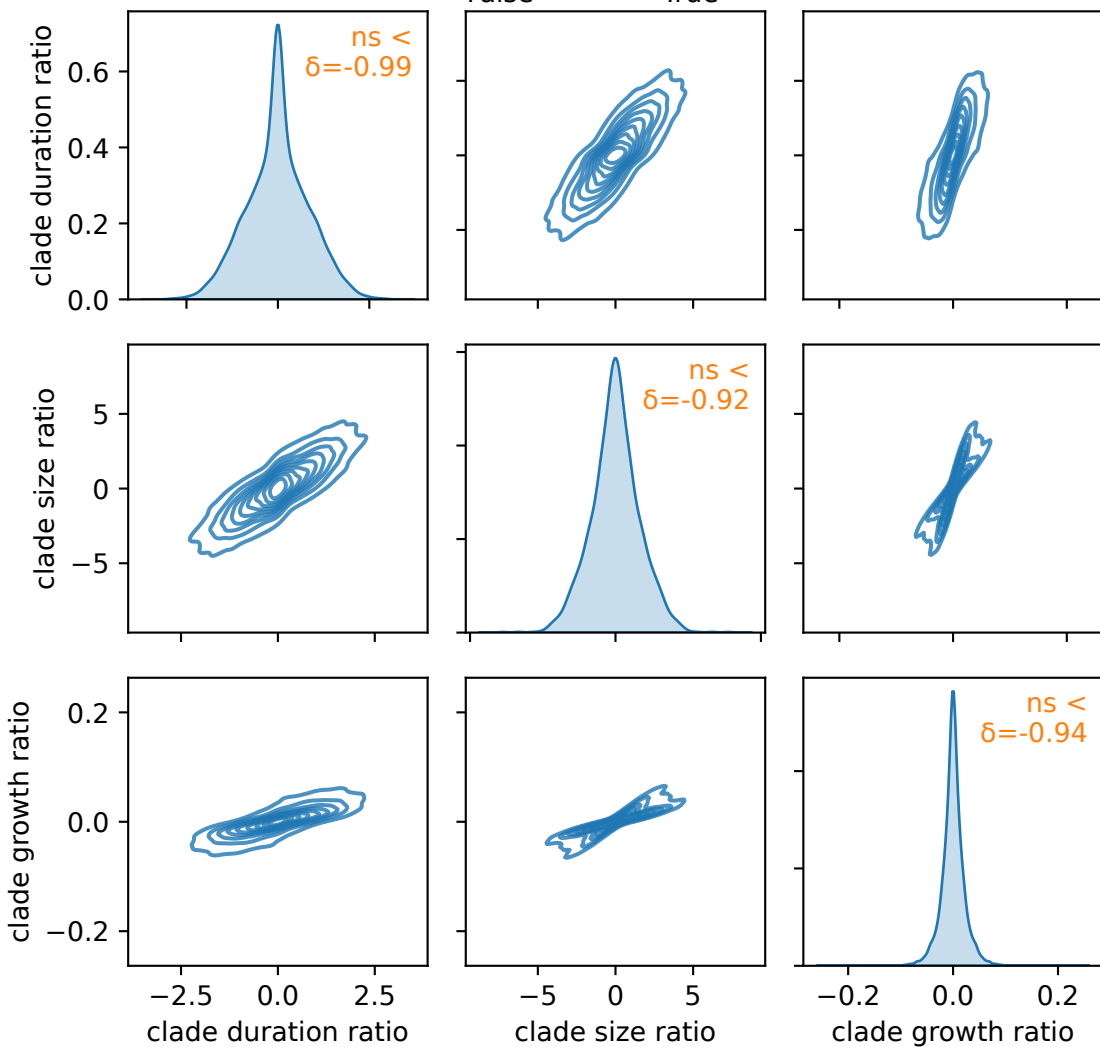 True
clade duration ratio
0.6
0.4
0.2
0.0
ns <
δ=-0.99
clade size ratio
5
0
−5
ns <
δ=-0.92
clade growth ratio
0.2
0.0
−0.2
ns <
δ=-0.94
−2.5
0.0
2.5
clade duration ratio
−5
0
5
clade size ratio
−0.2
0.0
0.2
clade growth ratio